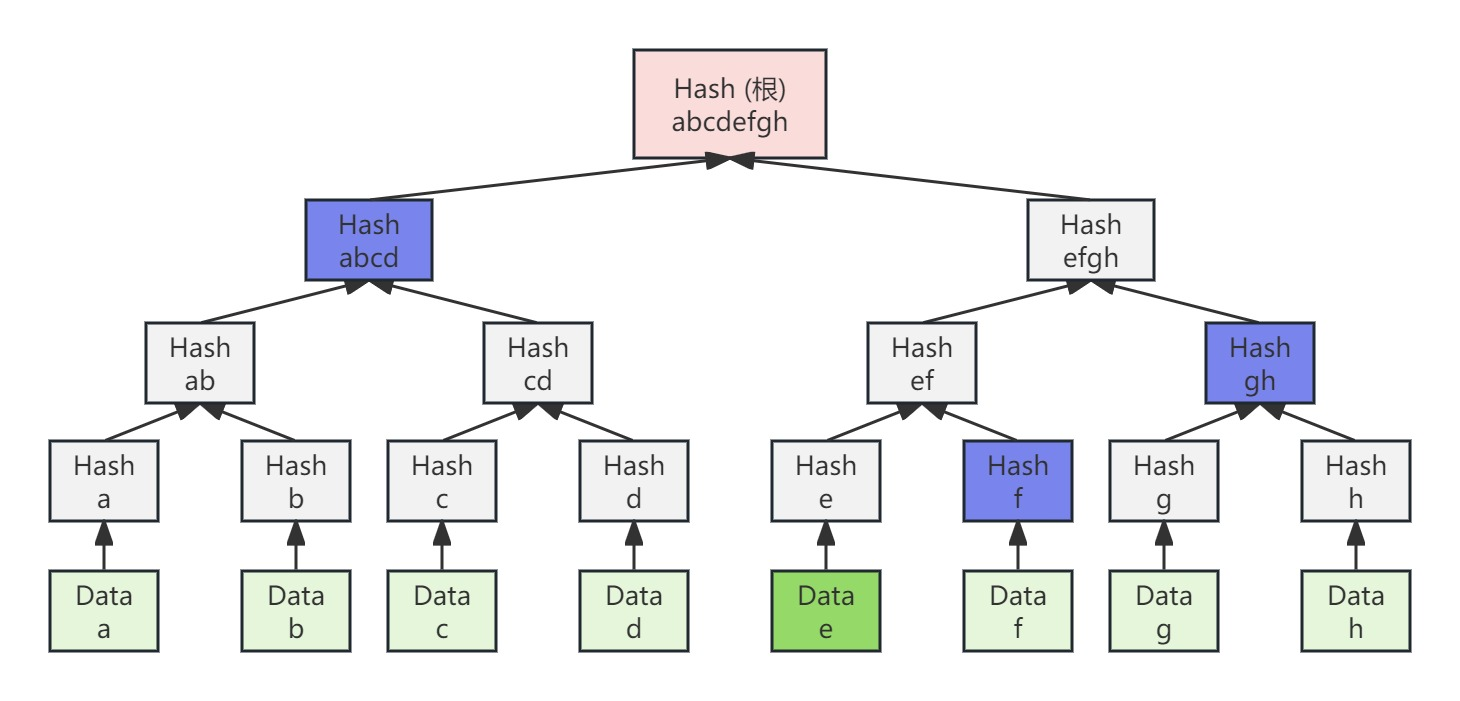 Hash (根)
abcdefgh
Hash
abcd
Hash
efgh
Hash
ab
Hash
cd
Hash
ef
Hash
gh
Hash
a
Hash
b
Hash
c
Hash
d
Hash
e
Hash
f
Hash
g
Hash
h
Data
a
Data
b
Data
c
Data
d
Data
e
Data
f
Data
g
Data
h